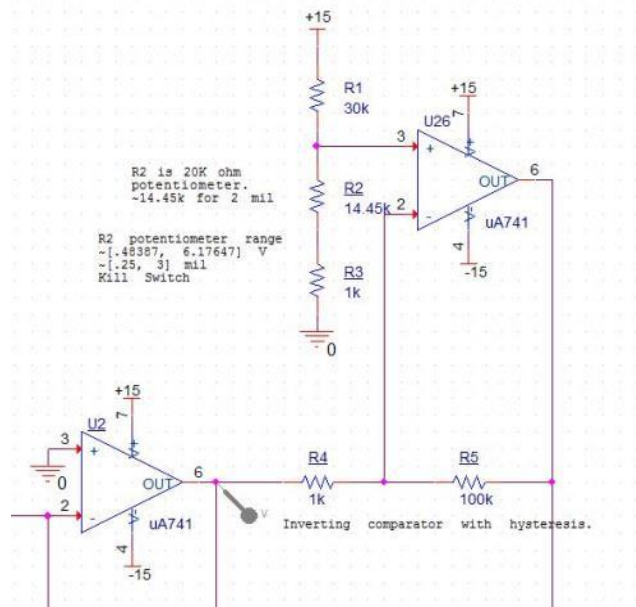 +15
R1
30k
U26
+15
7
3
+
V+
6
OUT
R2 is 20K ohm
potentiometer.
~14.45k for 2 mil
R2
14.45k
2
-
V-
uA741
4
-15
R2 potentiometer range
~[.48387, 6.17647] V
~[.25, 3] mil
Kill Switch
R3
1k
0
+15
U2
7
3
+
V+
0
6
OUT
R4
1k
R5
100k
2
-
V-
uA741
V
4
-15
Inverting comparator with hysteresis.